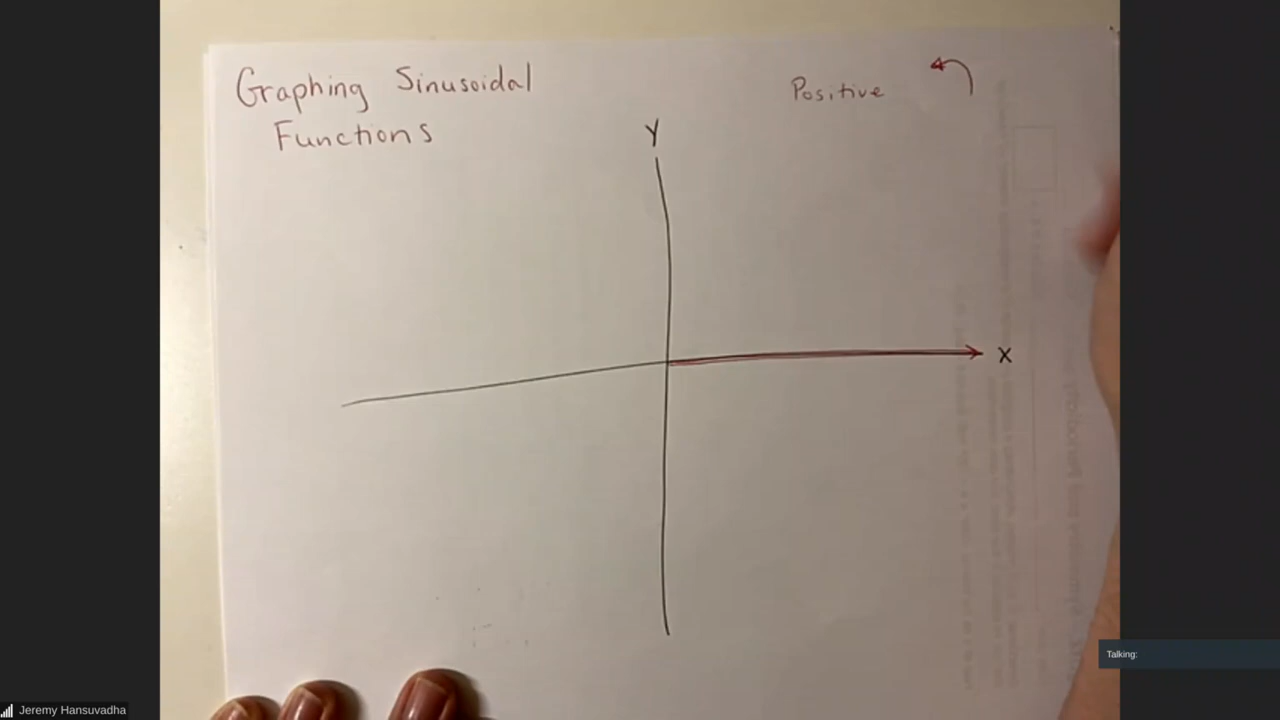 Graphing Sinusoidal
Functions
Positive
Y
X
Talking:
Jeremy Hansuvadha